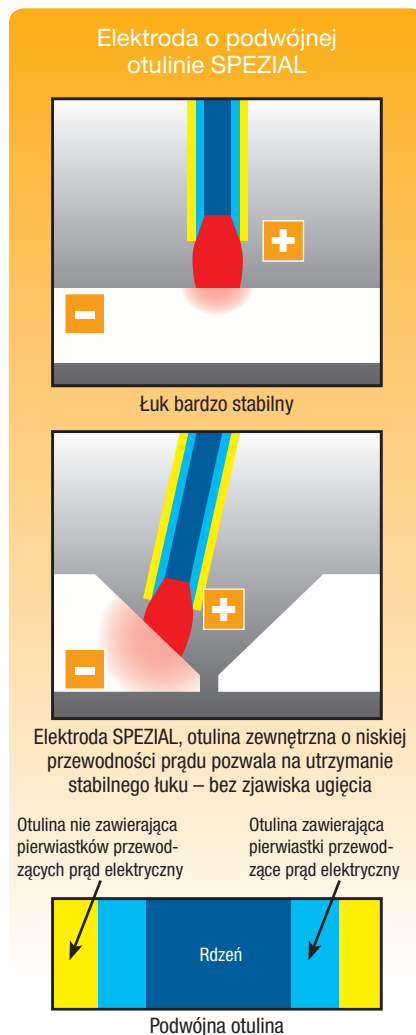 Elektroda o podwójnej
otulinie SPEZIAL
+
−
Łuk bardzo stabilny
+
−
Elektroda SPEZIAL, otulina zewnętrzna o niskiej
przewodności prądu pozwala na utrzymanie
stabilnego łuku – bez zjawiska ugięcia
Otulina nie zawierająca
pierwiastków przewod-
zących prąd elektryczny
Otulina zawierająca
pierwiastki przewod-
zące prąd elektryczny
Rdzeń
Podwójna otulina